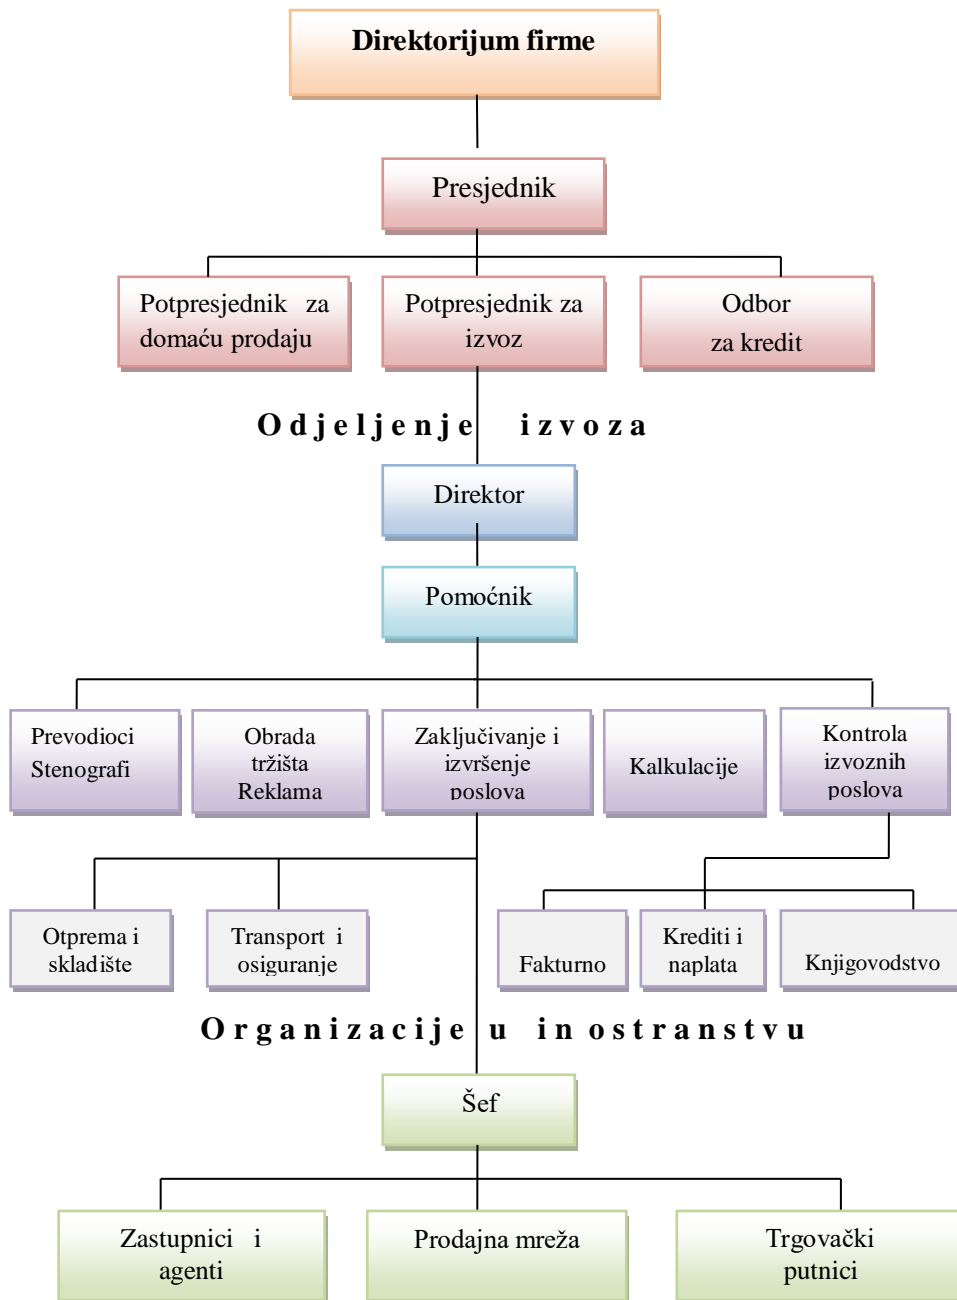 Direktorijum firme
Presjednik
Potpresjednik za
domaću prodaju
Potpresjednik za
izvoz
Odbor
za kredit
Odjeljenje izvoza
Direktor
Pomoćnik
Prevodioci
Stenografi
Obrada
tržišta
Reklama
Zaključivanje i
izvršenje
poslova
Kalkulacije
Kontrola
izvoznih
poslova
Otprema i
skladište
Transport i
osiguranje
Fakturno
Krediti i
naplata
Knjigovodstvo
Organizacije u inostranstvu
Šef
Zastupnici i
agenti
Prodajna mreža
Trgovački
putnici